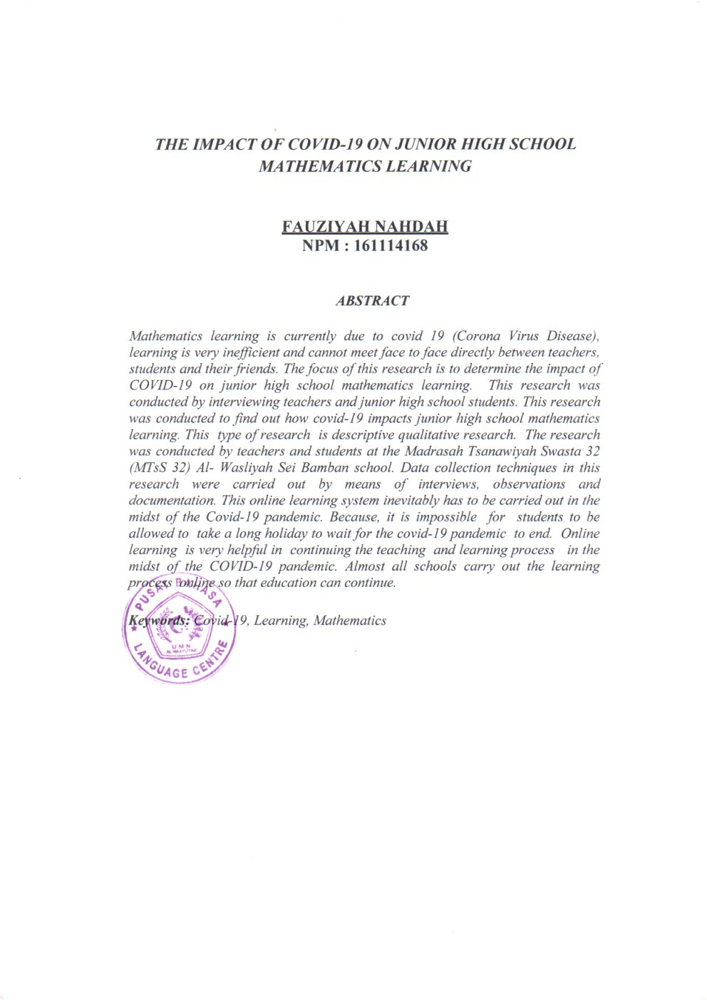 THE IMPACT OF COVID-19 ON JUNIOR HIGH SCHOOL
MATHEMATICS LEARNING
FAUZIYAH NAHDAH
NPM : 161114168
ABSTRACT
Mathematics learning is currently due to covid 19 (Corona Virus Disease),
learning is very inefficient and cannot meet face to face directly between teachers,
students and their friends. The focus of this research is to determine the impact of
COVID-19 on junior high school mathematics learning. This research was
conducted by interviewing teachers and junior high school students. This research
was conducted to find out how covid-19 impacts junior high school mathematics
learning. This type of research is descriptive qualitative research. The research
was conducted by teachers and students at the Madrasah Tsanawiyah Swasta 32
(MTsS 32) Al- Wasliyah Sei Bamban school. Data collection techniques in this
research were carried out by means of interviews, observations and
documentation. This online learning system inevitably has to be carried out in the
midst of the Covid-19 pandemic. Because, it is impossible for students to be
allowed to take a long holiday to wait for the covid-19 pandemic to end. Online
learning is very helpful in continuing the teaching and learning process in the
midst of the COVID-19 pandemic. Almost all schools carry out the learning
process online so that education can continue.
Keywords: Covid-19, Learning, Mathematics
PUSAT BAHASA
UMN
AL WASHLIYAH
LANGUAGE CENTRE